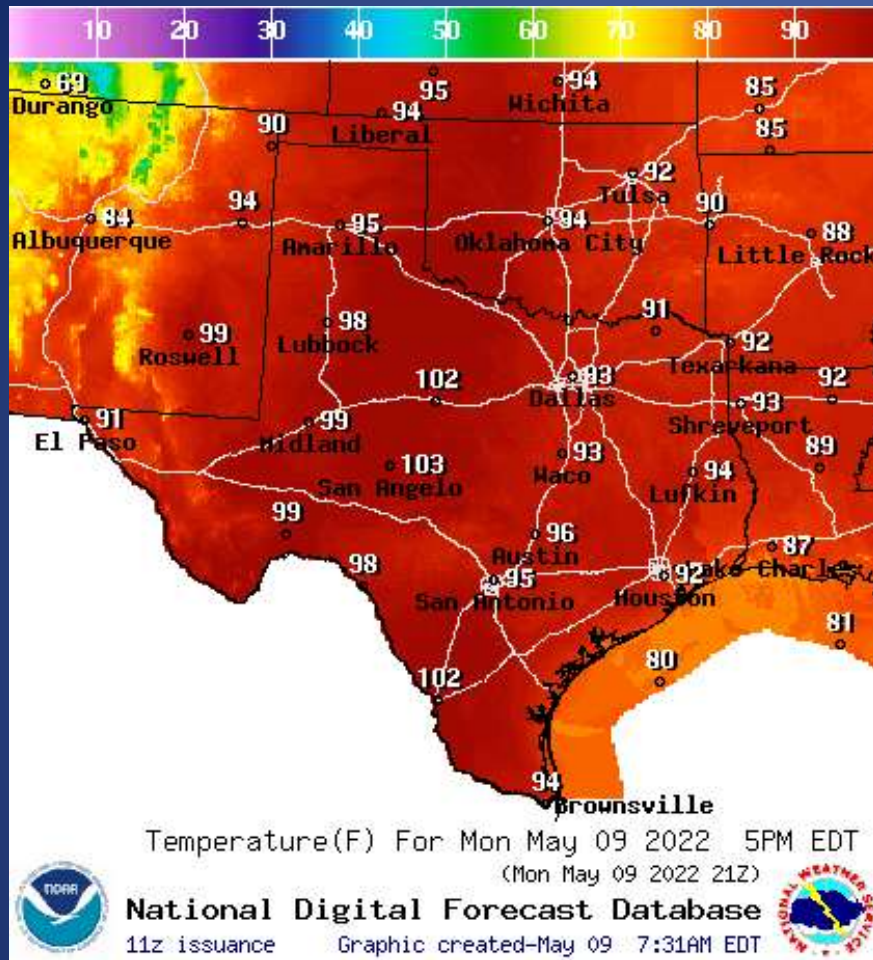 10 20 30 40 50 60 70 80 90
69 95 94 85
Durango Wichita
94
Liberal
90 85
92
Tulsa
84 94 95 94 90 88
Albuquerque Amarillo Oklahoma City Little Rock
99 98 91 92
Roswell Lubbock Texarkana
102 93 92
Dallas 93
91 99 Shreveport
El Paso Midland
103 93 94 89
San Angelo Waco Lufkin
99 96 87
Austin
98 95 92 Lake Charles
San Antonio Houston
81
102 80
94
Brownsville
Temperature(F) For Mon May 09 2022 5PM EDT
(Mon May 09 2022 21Z)
NOAA
National Digital Forecast Database
11z issuance Graphic created-May 09 7:31AM EDT
NATIONAL WEATHER SERVICE